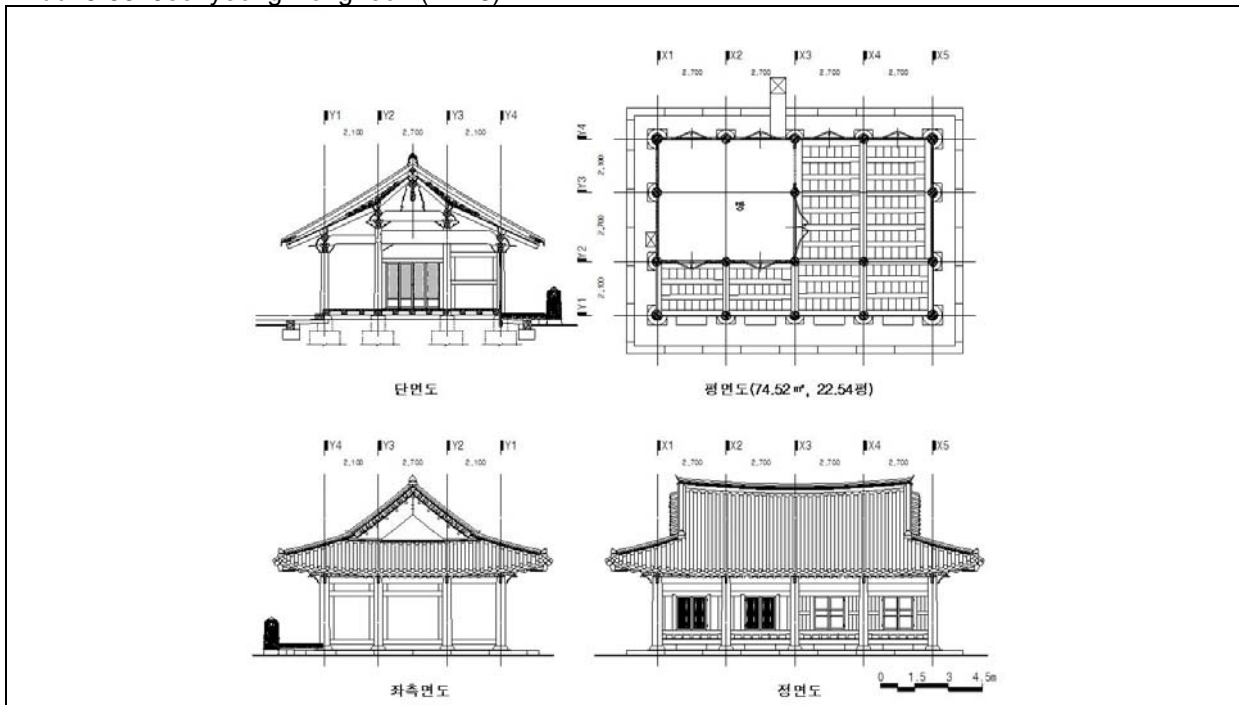 Y1 Y2 Y3 Y4
2,100 2,700 2,100
단면도
X1 X2 X3 X4 X5
2,700 2,700 2,700 2,700
Y4
2,100
Y3
2,700
Y2
2,100
Y1
평면도(74.52㎡, 22.54평)
Y4 Y3 Y2 Y1
2,100 2,700 2,100
좌측면도
X1 X2 X3 X4 X5
2,700 2,700 2,700 2,700
정면도
0 1.5 3 4.5m